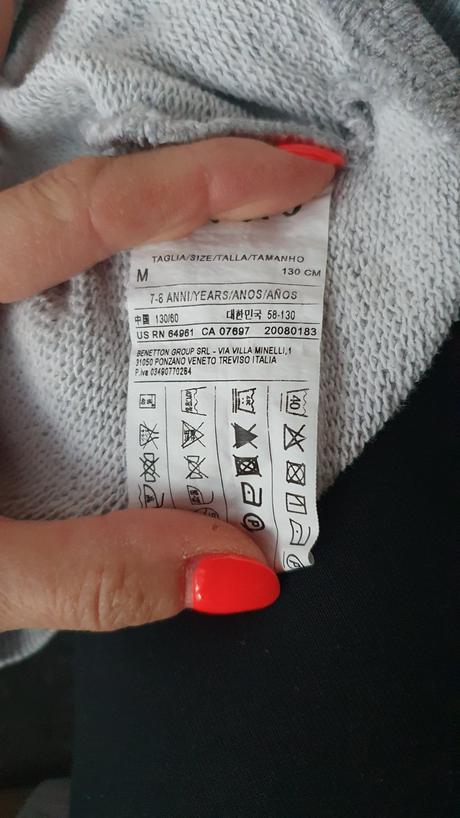 TAGLIA/SIZE/TALLA/TAMANHO
M 130 CM
7-8 ANNI/YEARS/ANOS/AÑOS
中国 130/60 대한민국 58-130
US RN 64961 CA 07697 20080183
BENETTON GROUP SRL - VIA VILLA MINELLI,1
31050 PONZANO VENETO TREVISO ITALIA
P.Iva 03490770264
40
P